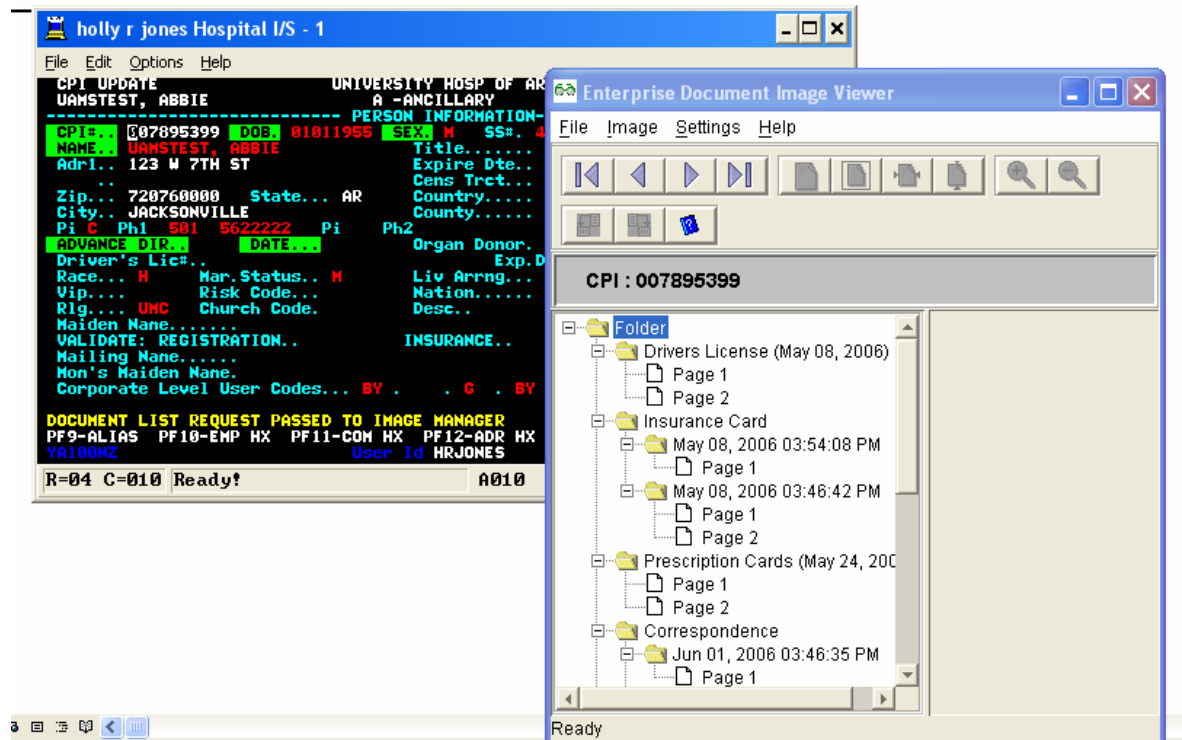 holly r jones Hospital I/S - 1
File Edit Options Help
CPI UPDATE UNIVERSITY HOSP OF AR
UAMSTEST, ABBIE A -ANCILLARY
---------------------------- PERSON INFORMATION-
CPI#.. 007895399 DOB. 01011955 SEX. M SS#. 4
NAME.. UAMSTEST, ABBIE Title.......
Adr1.. 123 W 7TH ST Expire Dte..
.. Cens Trct...
Zip... 720760000 State... AR Country.....
City.. JACKSONVILLE County......
Pi C Ph1 501 5622222 Pi Ph2
ADVANCE DIR.. DATE... Organ Donor.
Driver's Lic#.. Exp.D
Race... H Mar.Status.. M Liv Arrng...
Vip.... Risk Code... Nation......
Rlg.... UMC Church Code. Desc..
Maiden Name.......
VALIDATE: REGISTRATION.. INSURANCE..
Mailing Name......
Mom's Maiden Name.
Corporate Level User Codes... BY . . G . BY
DOCUMENT LIST REQUEST PASSED TO IMAGE MANAGER
PF9-ALIAS PF10-EMP HX PF11-COM HX PF12-ADR HX
YA100NZ User Id HRJONES
R=04 C=010 Ready! A010
Enterprise Document Image Viewer
File Image Settings Help
CPI : 007895399
Folder
Drivers License (May 08, 2006)
Page 1
Page 2
Insurance Card
May 08, 2006 03:54:08 PM
Page 1
May 08, 2006 03:46:42 PM
Page 1
Page 2
Prescription Cards (May 24, 200
Page 1
Page 2
Correspondence
Jun 01, 2006 03:46:35 PM
Page 1
Ready